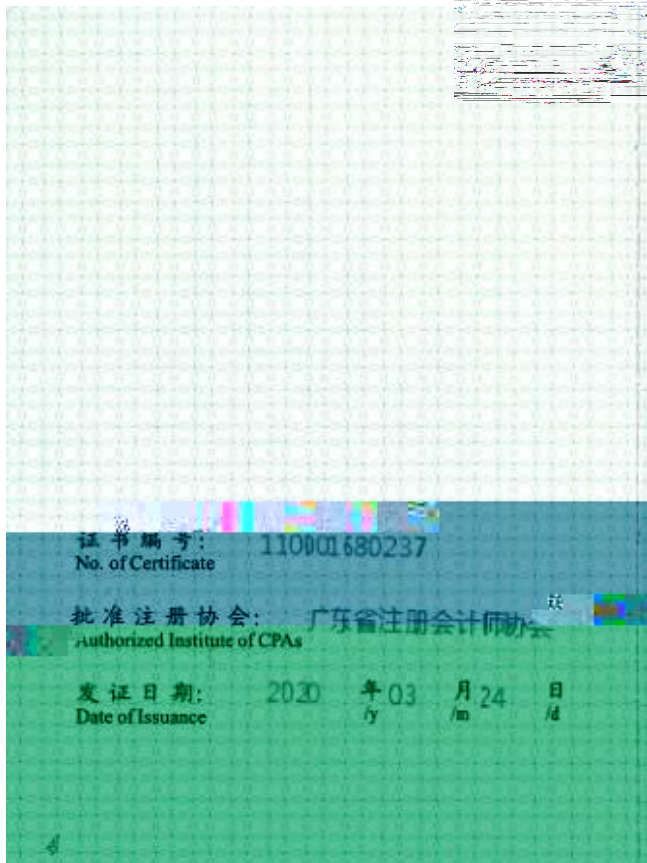 证书编号: 110001680237
No. of Certificate
批准注册协会: 广东省注册会计师协会
Authorized Institute of CPAs
发证日期: 2020 年 03 月 24 日
Date of Issuance /y /m /d